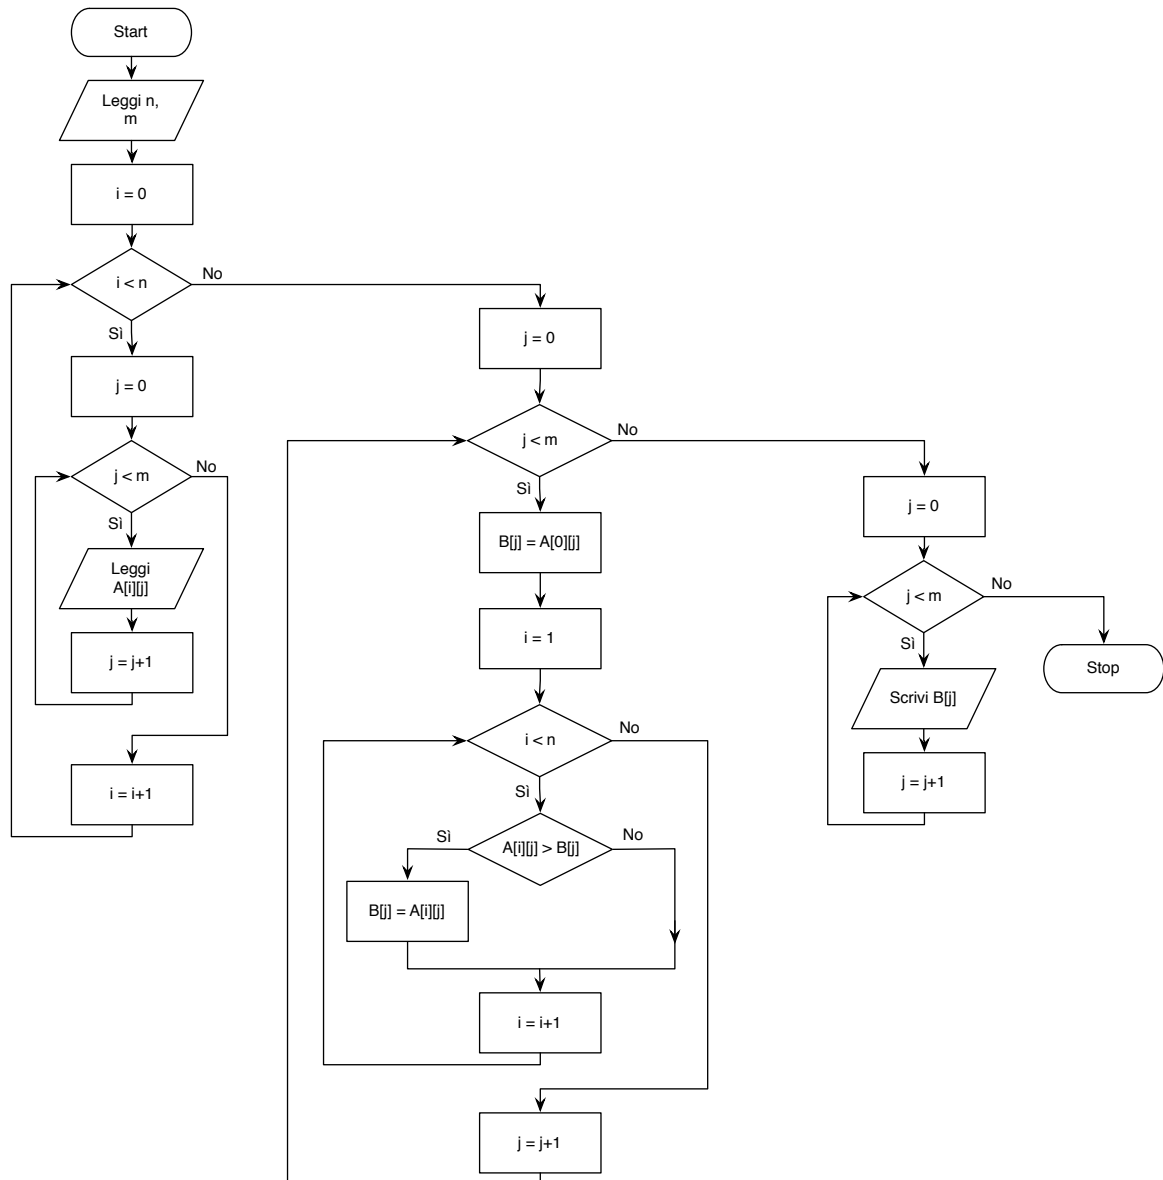 Start
Leggi n,
m
i = 0
i < n
No
Sì
j = 0
j < m
No
Sì
Leggi
A[i][j]
j = j+1
i = i+1
j = 0
j < m
No
Sì
B[j] = A[0][j]
i = 1
i < n
No
Sì
A[i][j] > B[j]
Sì
No
B[j] = A[i][j]
i = i+1
j = j+1
j = 0
j < m
No
Sì
Scrivi B[j]
j = j+1
Stop